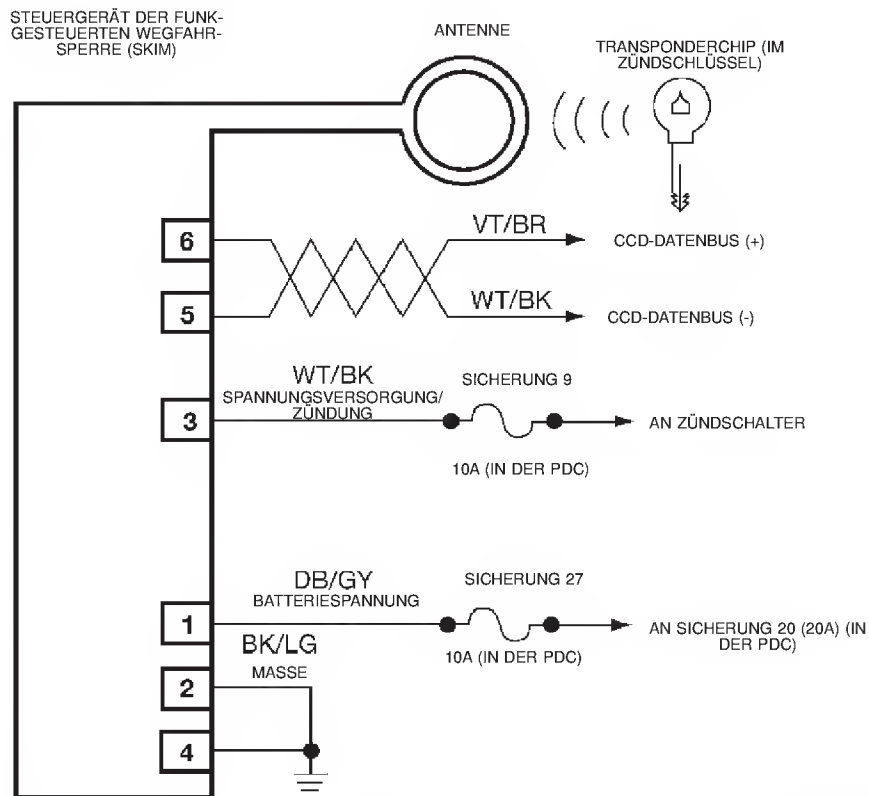 STEUERGERÄT DER FUNK-
GESTEUERTEN WEGFAHR-
SPERRE (SKIM)
ANTENNE
TRANSPONDERCHIP (IM
ZÜNDSCHLÜSSEL)
6
VT/BR
CCD-DATENBUS (+)
5
WT/BK
CCD-DATENBUS (-)
3
WT/BK
SPANNUNGSVERSORGUNG/
ZÜNDUNG
SICHERUNG 9
10A (IN DER PDC)
AN ZÜNDSCHALTER
1
DB/GY
BATTERIESPANNUNG
SICHERUNG 27
10A (IN DER PDC)
AN SICHERUNG 20 (20A) (IN
DER PDC)
BK/LG
MASSE
2
4